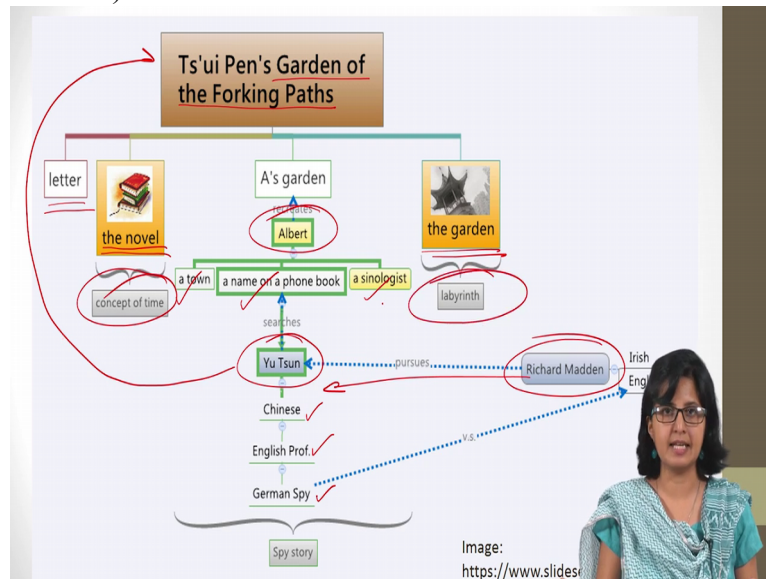 Ts'ui Pen's Garden of
the Forking Paths
letter
the novel
A's garden
the garden
recreates
Albert
concept of time
a town
a name on a phone book
a sinologist
labyrinth
searches
Yu Tsun
pursues
Richard Madden
Irish
Engl
Chinese
English Prof.
v.s.
German Spy
Spy story
Image:
https://www.slides